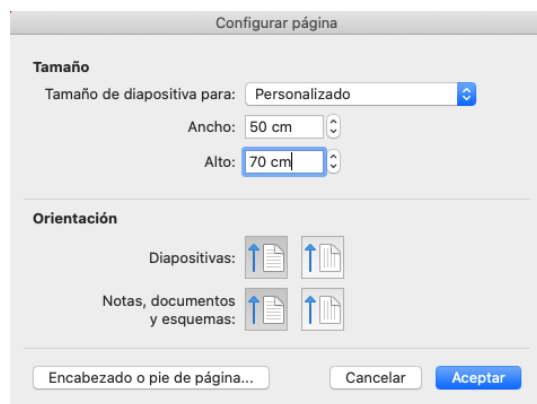 Configurar página
Tamaño
Tamaño de diapositiva para: Personalizado
Ancho: 50 cm
Alto: 70 cm
Orientación
Diapositivas:
Notas, documentos
y esquemas:
Encabezado o pie de página... Cancelar Aceptar